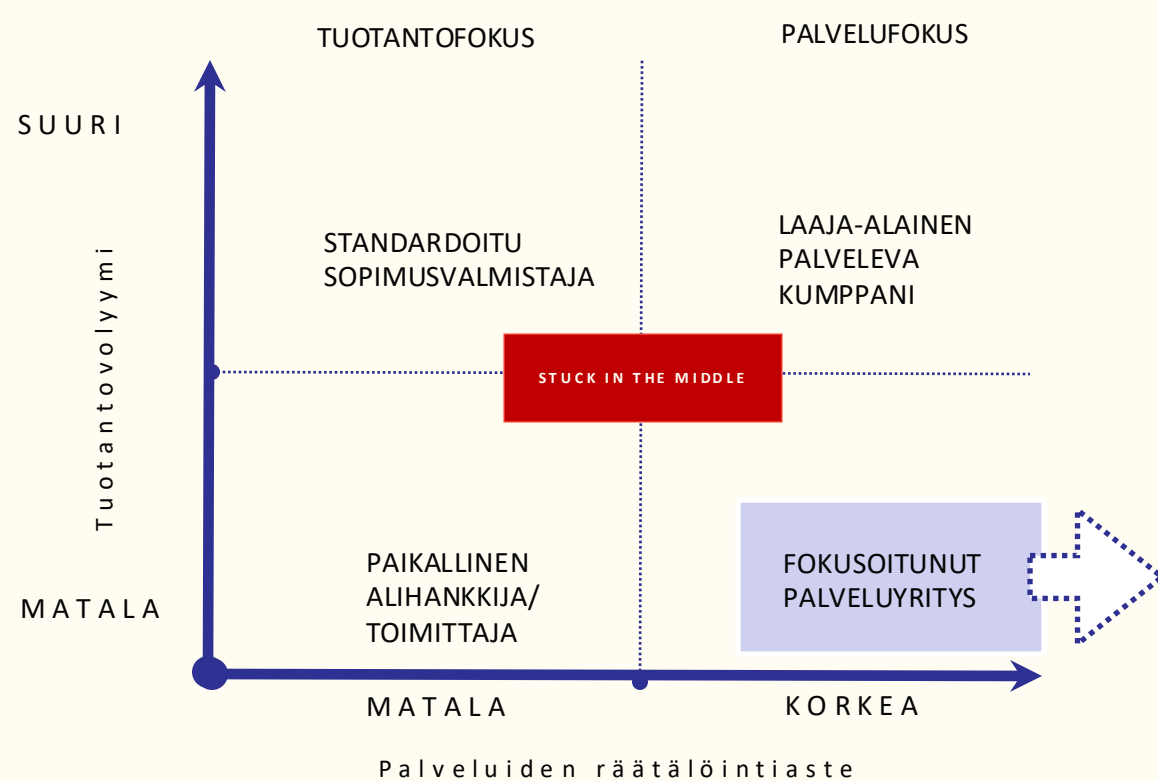 TUOTANTOFOKUS
PALVELUFOKUS
SUURI
STANDARDOITU
SOPIMUSVALMISTAJA
LAAJA-ALAINEN
PALVELEVA
KUMPPANI
Tuotantovolyymi
STUCK IN THE MIDDLE
PAIKALLINEN
ALIHANKKIJA/
TOIMITTAJA
FOKUSOITUNUT
PALVELUYRITYS
MATALA
MATALA
KORKEA
Palveluiden räätälöintiaste